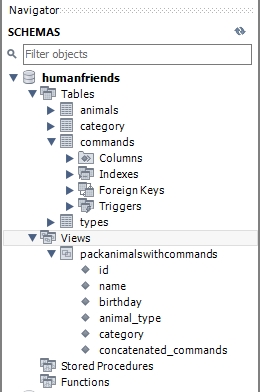 Navigator
SCHEMAS
Filter objects
humanfriends
Tables
animals
category
commands
Columns
Indexes
Foreign Keys
Triggers
types
Views
packanimalswithcommands
id
name
birthday
animal_type
category
concatenated_commands
Stored Procedures
Functions